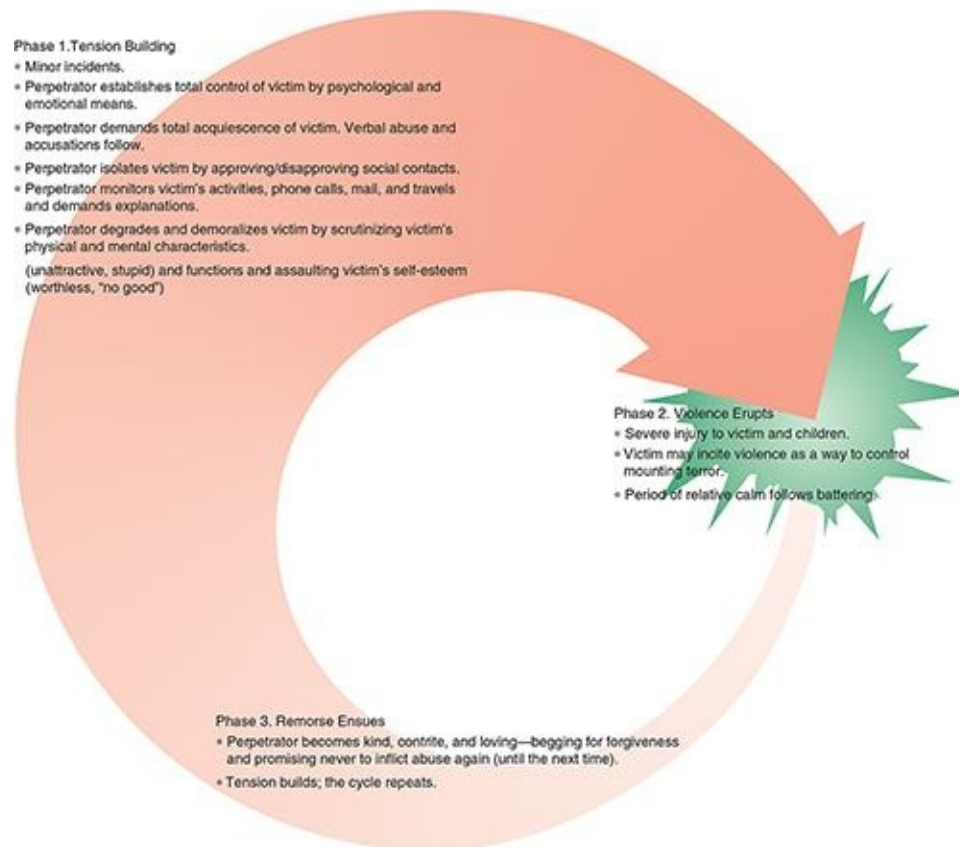 Phase 1.Tension Building
• Minor incidents.
• Perpetrator establishes total control of victim by psychological and
emotional means.
• Perpetrator demands total acquiescence of victim. Verbal abuse and
accusations follow.
• Perpetrator isolates victim by approving/disapproving social contacts.
• Perpetrator monitors victim's activities, phone calls, mail, and travels
and demands explanations.
• Perpetrator degrades and demoralizes victim by scrutinizing victim's
physical and mental characteristics.
(unattractive, stupid) and functions and assaulting victim's self-esteem
(worthless, "no good")
Phase 2. Violence Erupts
• Severe injury to victim and children.
• Victim may incite violence as a way to control
mounting terror.
• Period of relative calm follows battering.
Phase 3. Remorse Ensues
• Perpetrator becomes kind, contrite, and loving—begging for forgiveness
and promising never to inflict abuse again (until the next time).
• Tension builds; the cycle repeats.